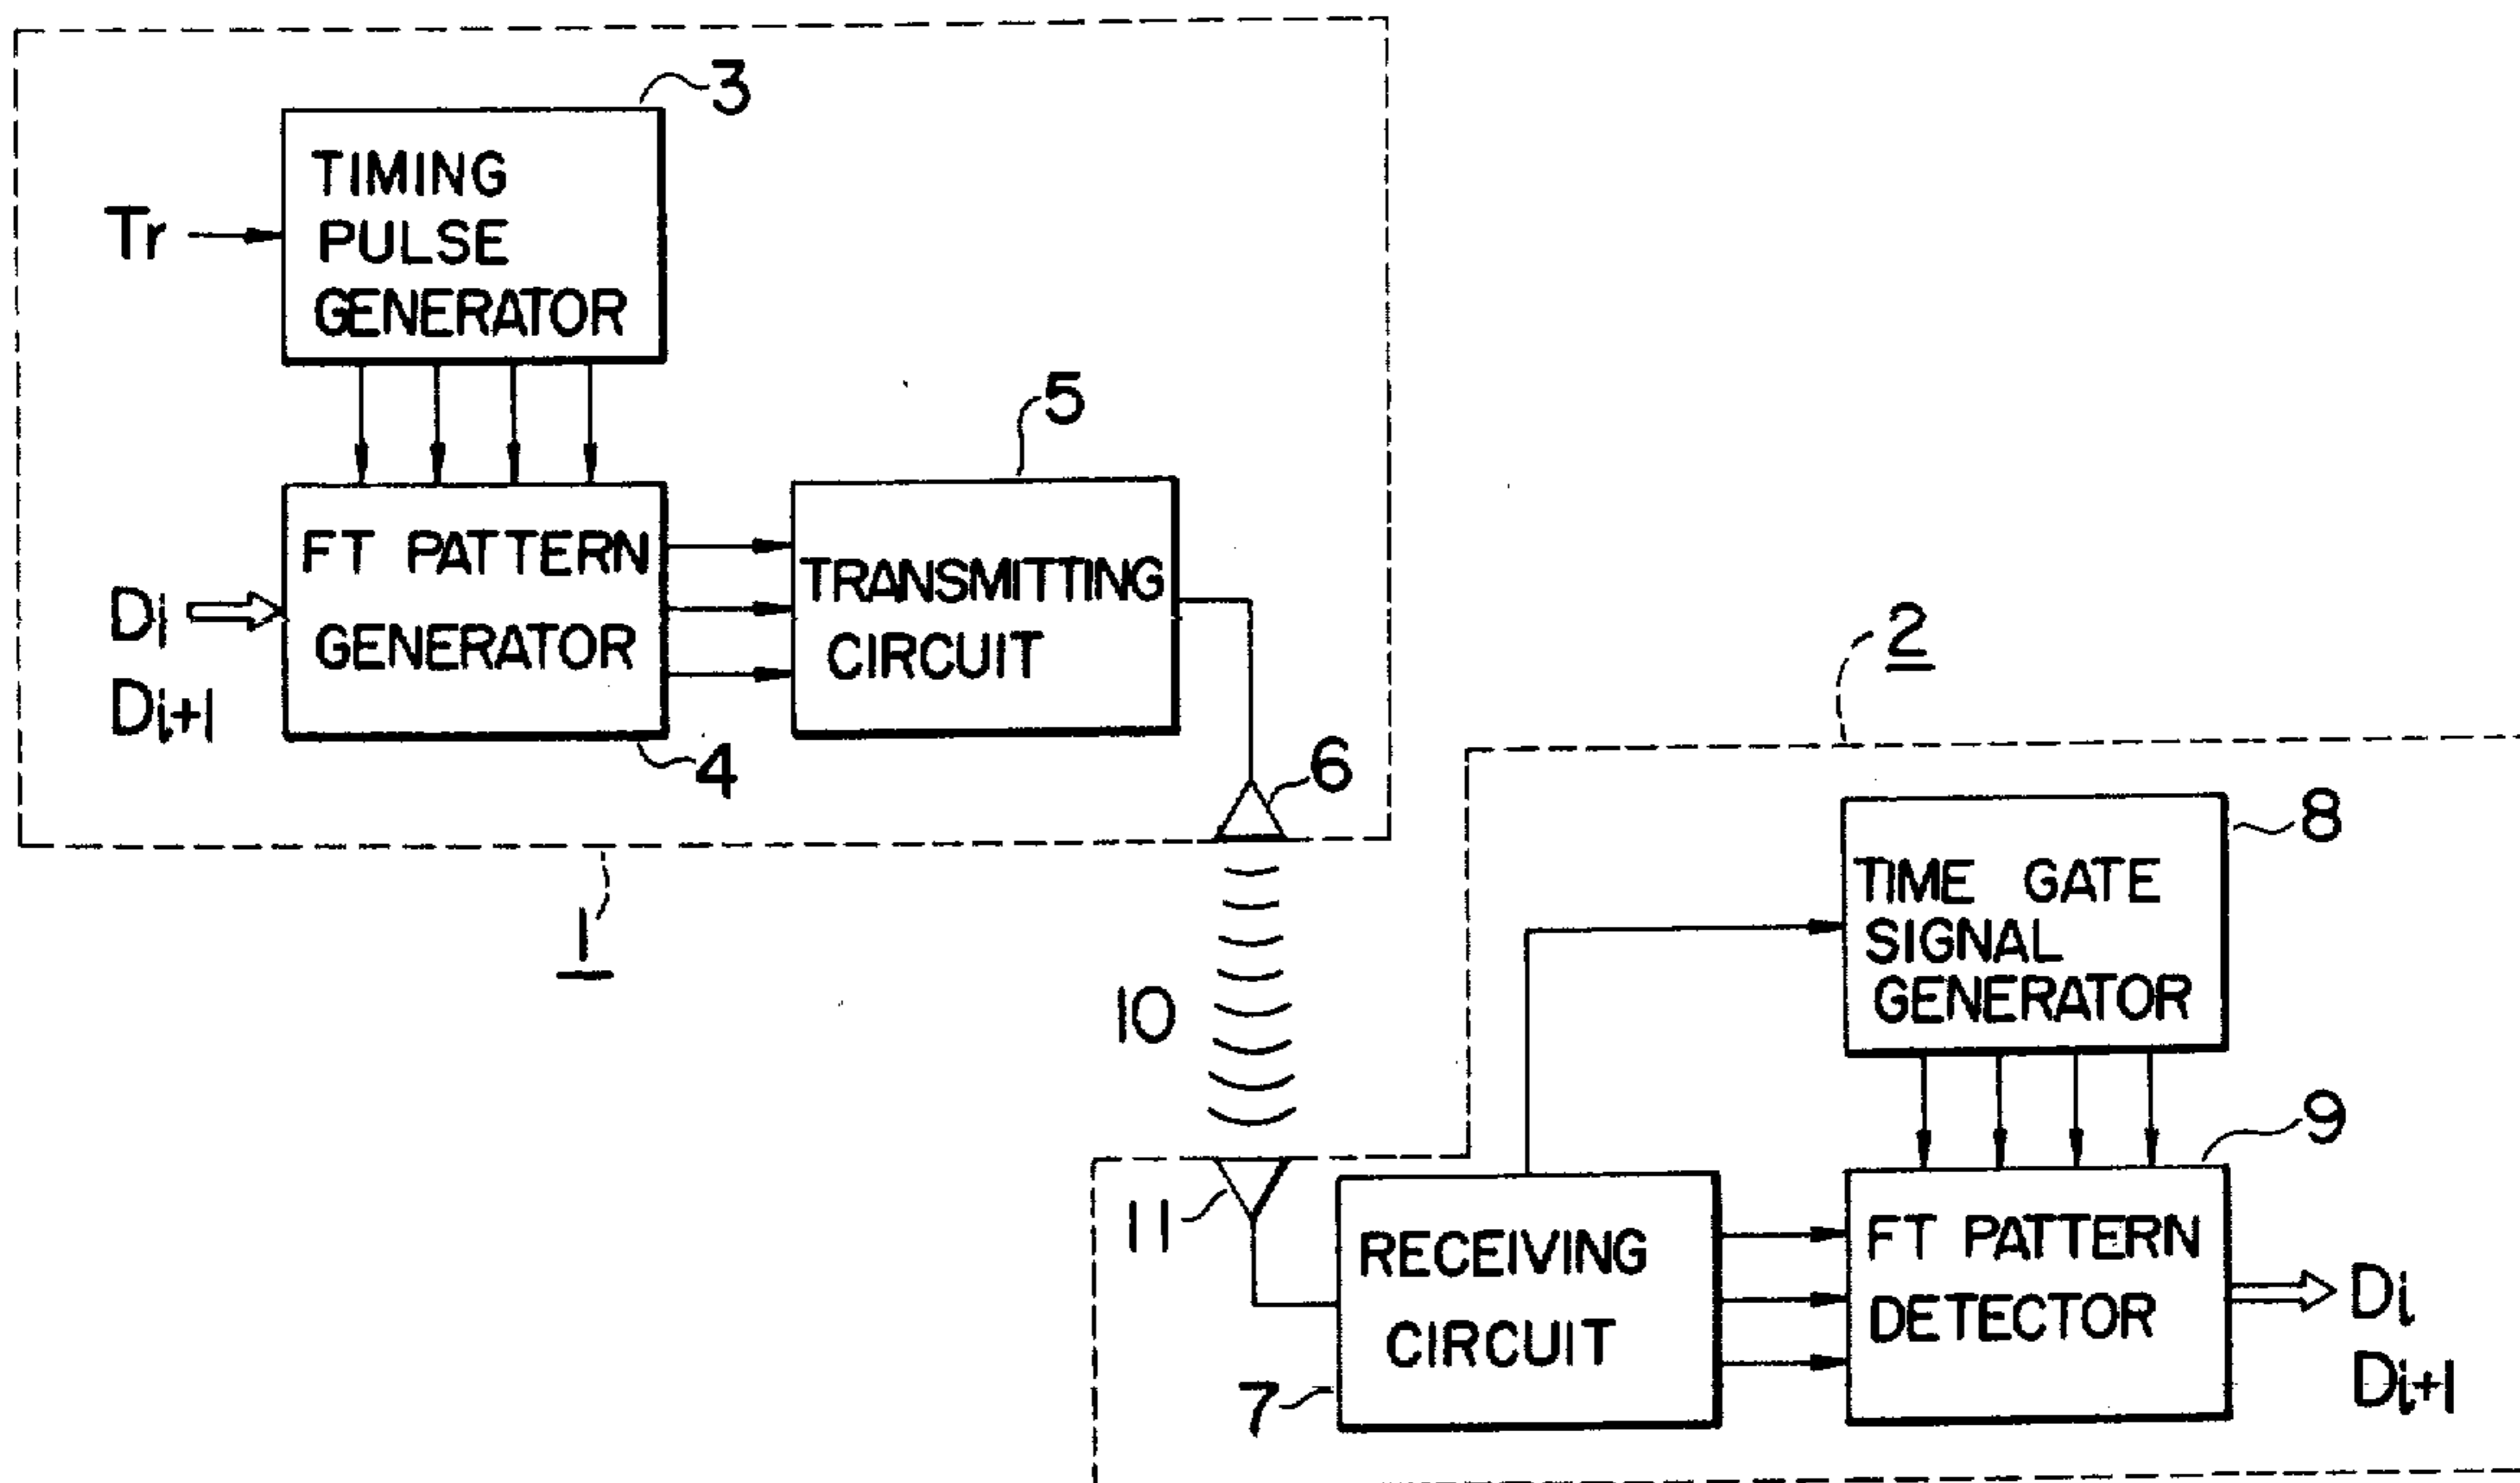 3
TIMING
PULSE
GENERATOR
Tr
5
FT PATTERN
GENERATOR
TRANSMITTING
CIRCUIT
Di
Di+1
4
6
1
2
8
TIME GATE
SIGNAL
GENERATOR
10
9
11
RECEIVING
CIRCUIT
7
FT PATTERN
DETECTOR
Di
Di+1